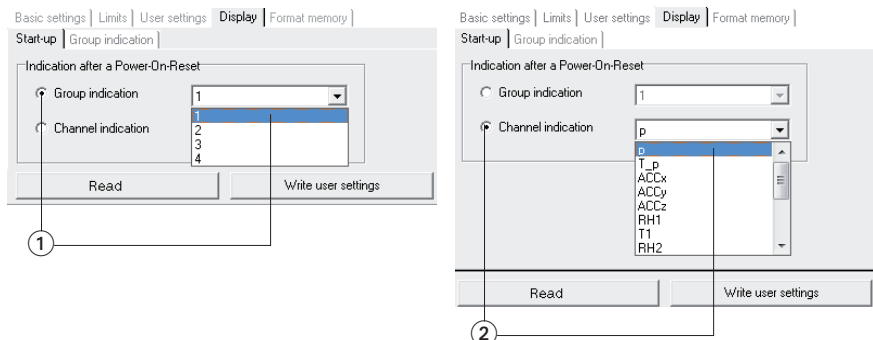 Basic settings Limits User settings Display Format memory
Start-up Group indication
Indication after a Power-On-Reset
Group indication 1
1
Channel indication 2
3
4
Read Write user settings
1
Basic settings Limits User settings Display Format memory
Start-up Group indication
Indication after a Power-On-Reset
Group indication 1
Channel indication p
p
T_p
ACCx
ACCy
ACCz
RH1
T1
RH2
Read Write user settings
2